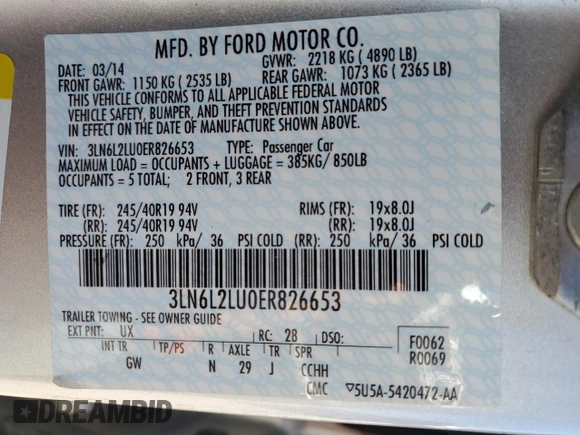 MFD. BY FORD MOTOR CO.
DATE: 03/14 GVWR: 2218 KG ( 4890 LB)
FRONT GAWR: 1150 KG ( 2535 LB) REAR GAWR: 1073 KG ( 2365 LB)
THIS VEHICLE CONFORMS TO ALL APPLICABLE FEDERAL MOTOR
VEHICLE SAFETY, BUMPER, AND THEFT PREVENTION STANDARDS
IN EFFECT ON THE DATE OF MANUFACTURE SHOWN ABOVE.
VIN: 3LN6L2LU0ER826653 TYPE: Passenger Car
MAXIMUM LOAD = OCCUPANTS + LUGGAGE = 385KG/ 850LB
OCCUPANTS = 5 TOTAL; 2 FRONT, 3 REAR
TIRE (FR): 245/40R19 94V RIMS (FR): 19x8.0J
(RR): 245/40R19 94V (RR): 19x8.0J
PRESSURE (FR): 250 kPa/ 36 PSI COLD (RR): 250 kPa/ 36 PSI COLD
3LN6L2LU0ER826653
TRAILER TOWING - SEE OWNER GUIDE
EXT PNT: UX RC: 28 DSO: F0062
INT TR TP/PS R AXLE TR SPR R0069
GW N 29 J CCHH
CMC ▽5U5A-5420472-AA
DREAMBID